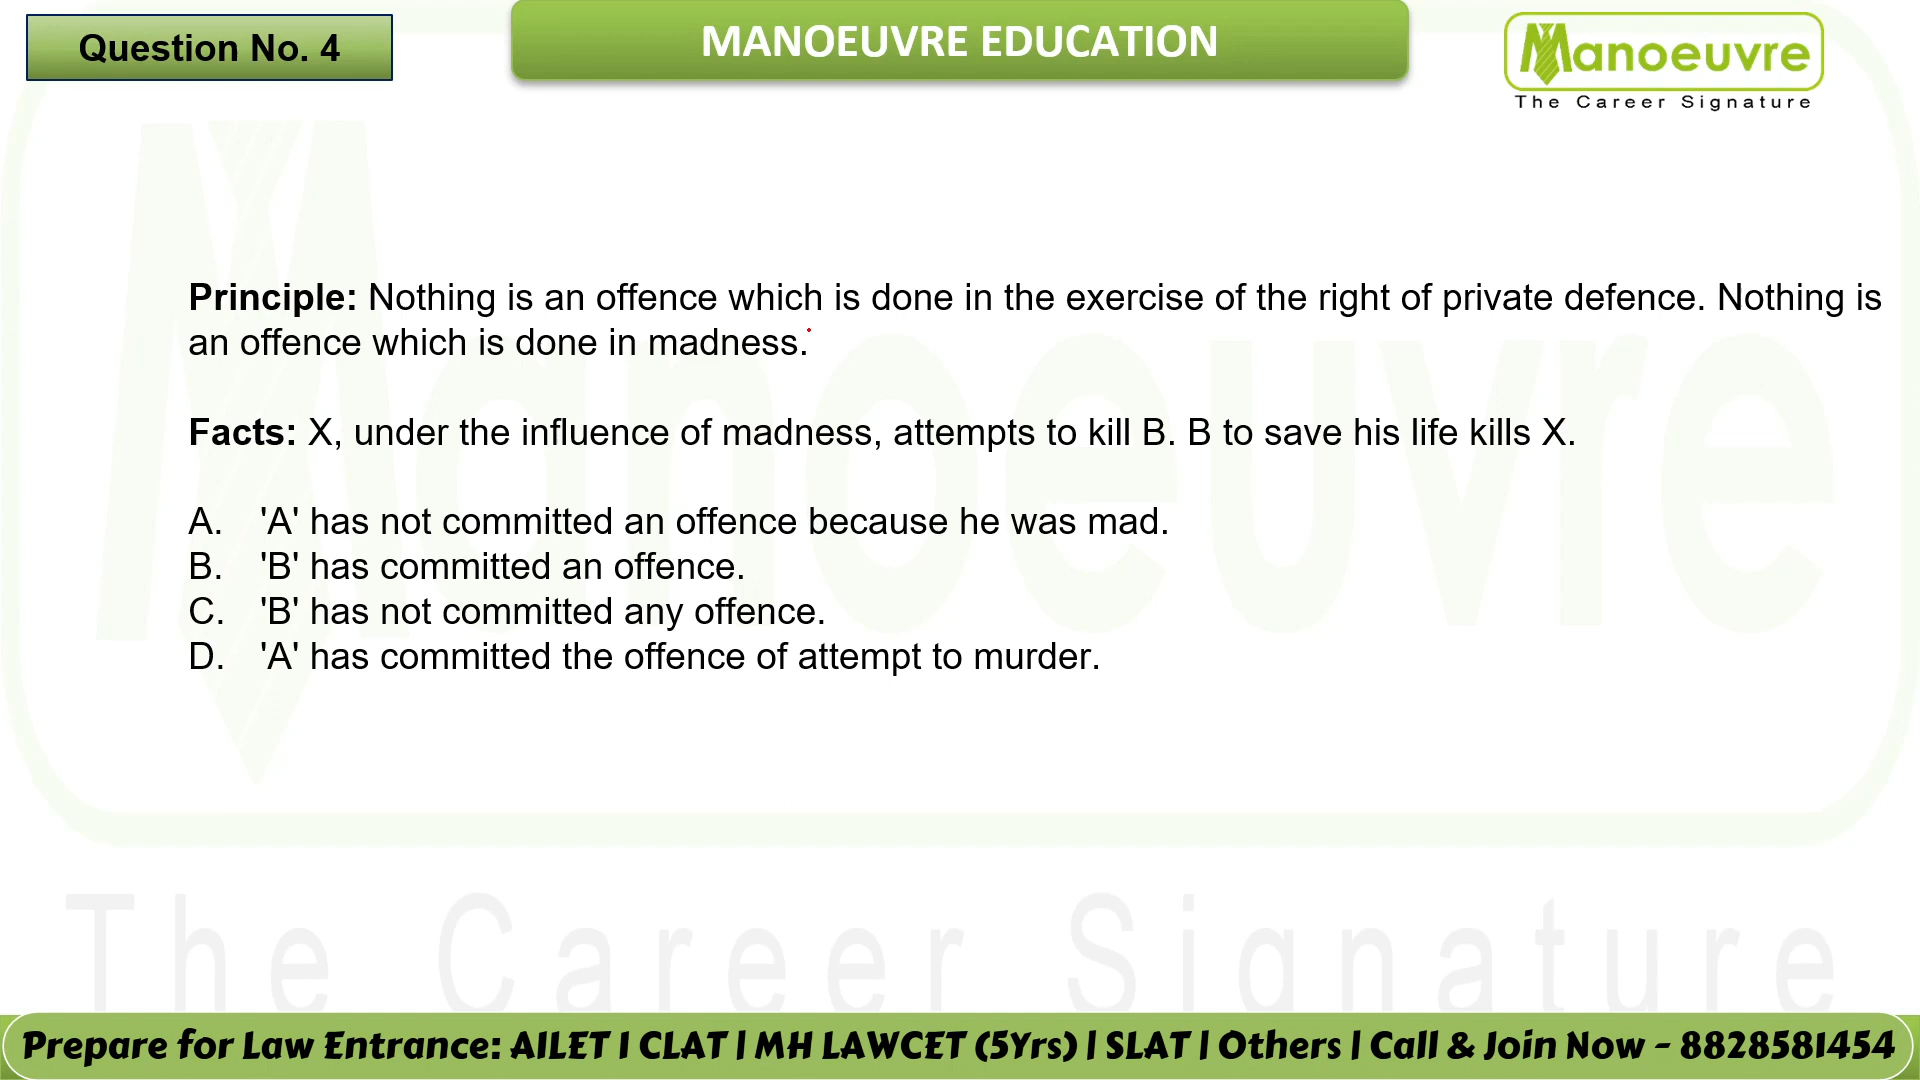 Question No. 4
MANOEUVRE EDUCATION
Manoeuvre
The Career Signature
Principle: Nothing is an offence which is done in the exercise of the right of private defence. Nothing is
an offence which is done in madness.
Facts: X, under the influence of madness, attempts to kill B. B to save his life kills X.
A. 'A' has not committed an offence because he was mad.
B. 'B' has committed an offence.
C. 'B' has not committed any offence.
D. 'A' has committed the offence of attempt to murder.
Manoeuvre
The Career Signature
Prepare for Law Entrance: AILET I CLAT | MH LAWCET (5Yrs) | SLAT | Others | Call & Join Now - 8828581454